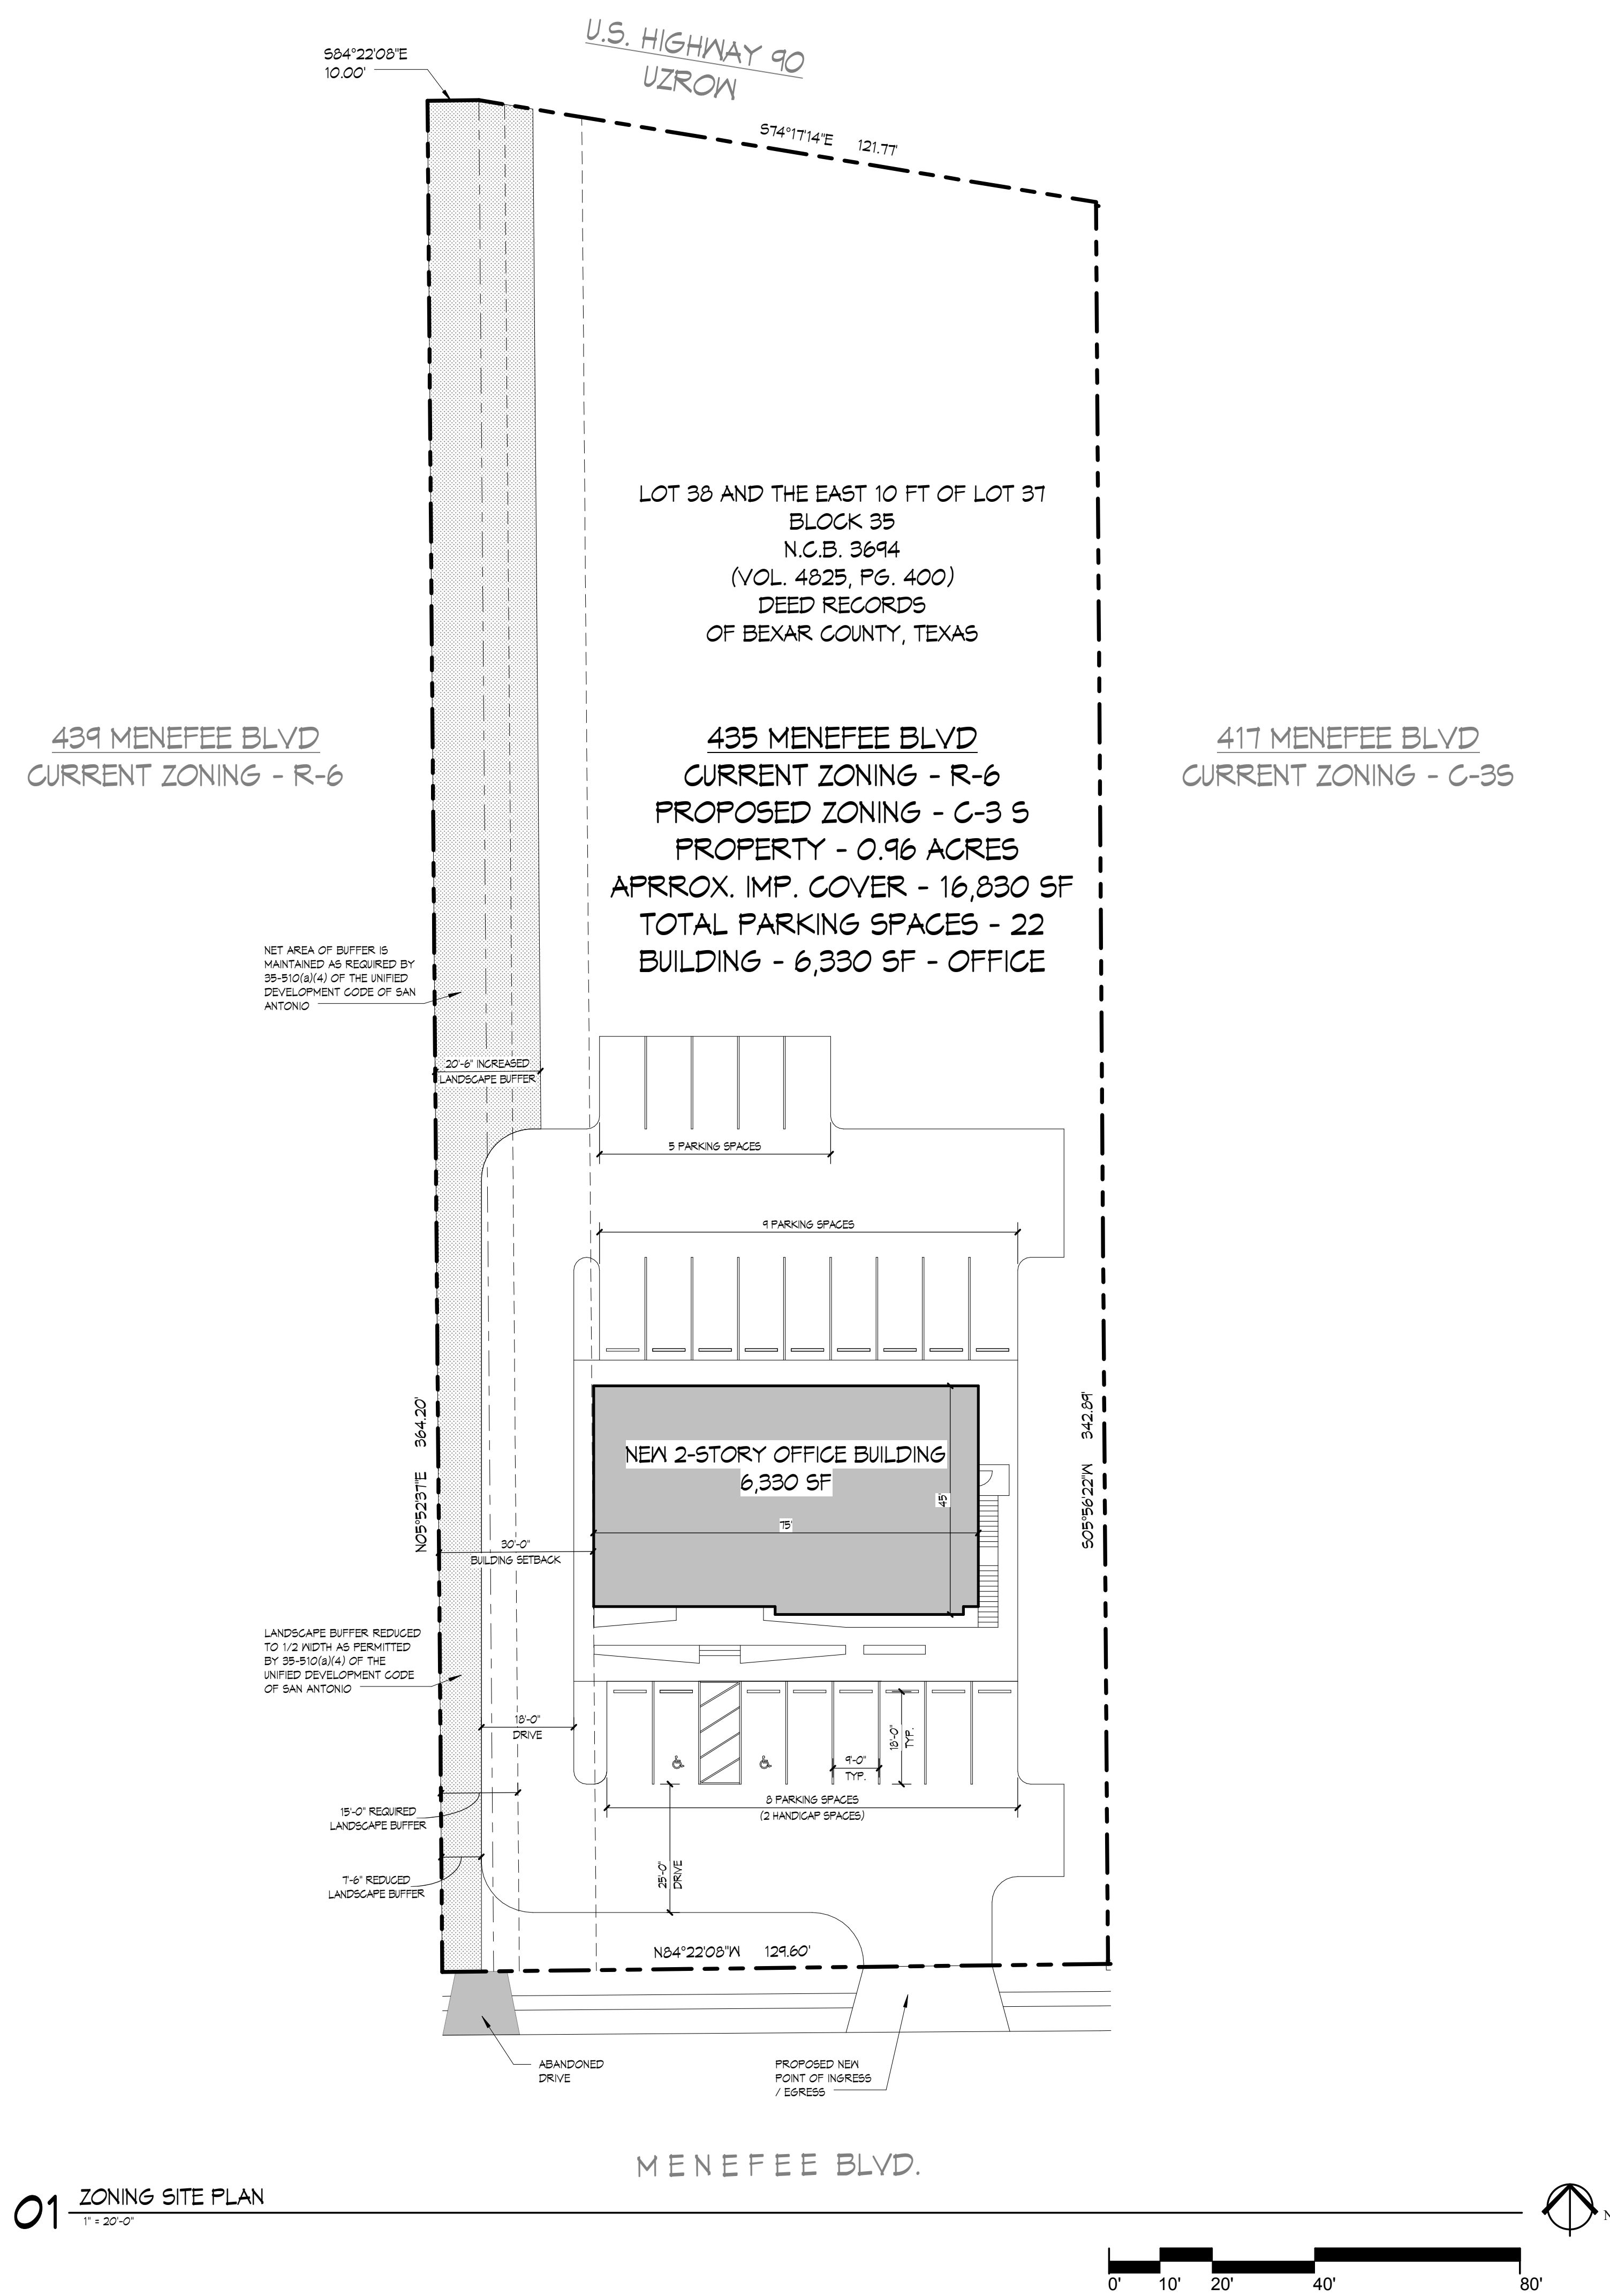 U.S. HIGHWAY 90
UZROW
S84°22'08"E
10.00'
S74°17'14"E 121.77'
LOT 38 AND THE EAST 10 FT OF LOT 37
BLOCK 35
N.C.B. 3694
(VOL. 4825, PG. 400)
DEED RECORDS
OF BEXAR COUNTY, TEXAS
439 MENEFEE BLVD
CURRENT ZONING - R-6
435 MENEFEE BLVD
CURRENT ZONING - R-6
PROPOSED ZONING - C-3 S
PROPERTY - 0.96 ACRES
APRROX. IMP. COVER - 16,830 SF
TOTAL PARKING SPACES - 22
BUILDING - 6,330 SF - OFFICE
417 MENEFEE BLVD
CURRENT ZONING - C-3S
NET AREA OF BUFFER IS
MAINTAINED AS REQUIRED BY
35-510(a)(4) OF THE UNIFIED
DEVELOPMENT CODE OF SAN
ANTONIO
20'-6" INCREASED
LANDSCAPE BUFFER
5 PARKING SPACES
9 PARKING SPACES
N05°52'37"E 364.20'
S05°56'22"W 342.89'
NEW 2-STORY OFFICE BUILDING
6,330 SF
45'
75'
30'-0"
BUILDING SETBACK
LANDSCAPE BUFFER REDUCED
TO 1/2 WIDTH AS PERMITTED
BY 35-510(a)(4) OF THE
UNIFIED DEVELOPMENT CODE
OF SAN ANTONIO
18'-0"
DRIVE
18'-0"
TYP.
9'-0"
TYP.
8 PARKING SPACES
(2 HANDICAP SPACES)
15'-0" REQUIRED
LANDSCAPE BUFFER
7'-6" REDUCED
LANDSCAPE BUFFER
25'-0"
DRIVE
N84°22'08"W 129.60'
ABANDONED
DRIVE
PROPOSED NEW
POINT OF INGRESS
/ EGRESS
MENEFEE BLVD.
01 ZONING SITE PLAN
1" = 20'-0"
N
0' 10' 20' 40' 80'